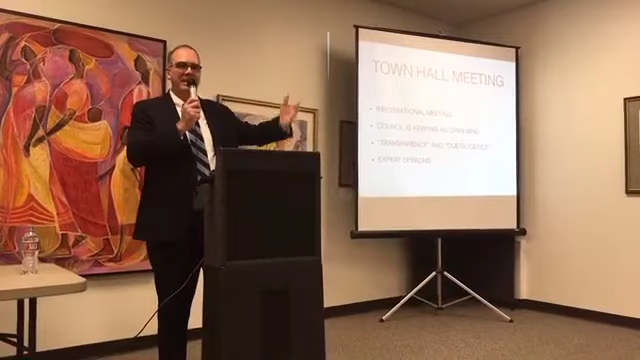 TOWN HALL MEETING
• INFORMATIONAL MEETING
• COUNCIL IS KEEPING AN OPEN MIND
• "TRANSPARENCY" AND "DUE DILIGENCE"
• EXPERT OPINIONS